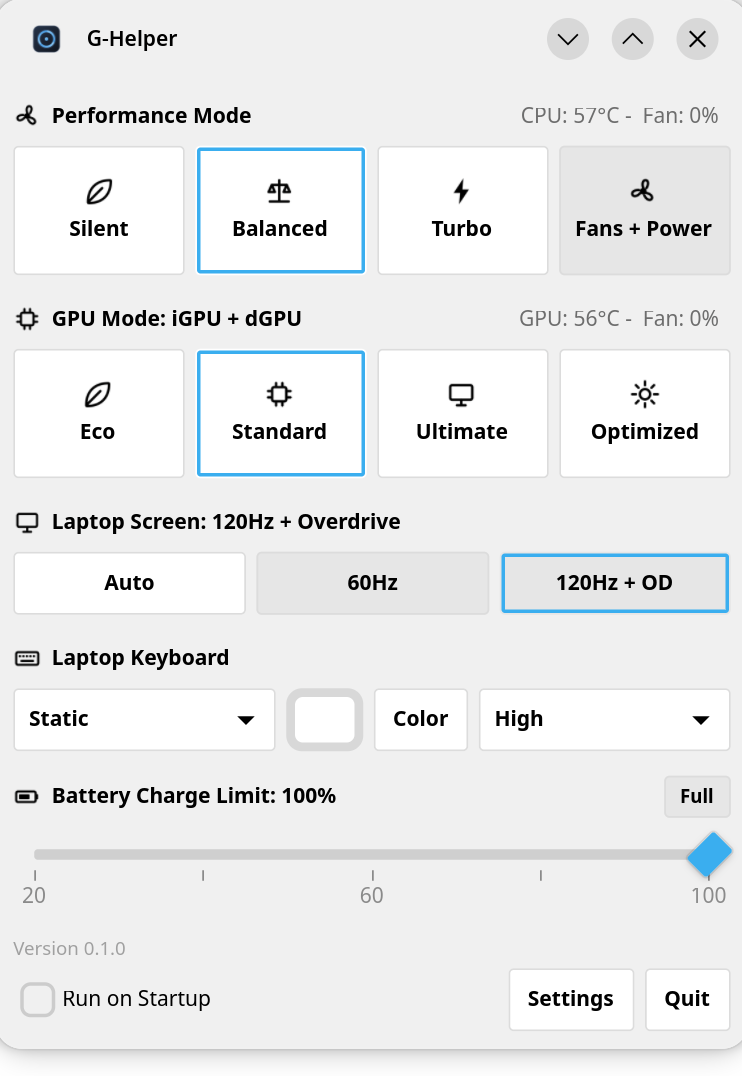 G-Helper
Performance Mode CPU: 57°C - Fan: 0%
Silent Balanced Turbo Fans + Power
GPU Mode: iGPU + dGPU GPU: 56°C - Fan: 0%
Eco Standard Ultimate Optimized
Laptop Screen: 120Hz + Overdrive
Auto 60Hz 120Hz + OD
Laptop Keyboard
Static Color High
Battery Charge Limit: 100% Full
20 60 100
Version 0.1.0
Run on Startup Settings Quit